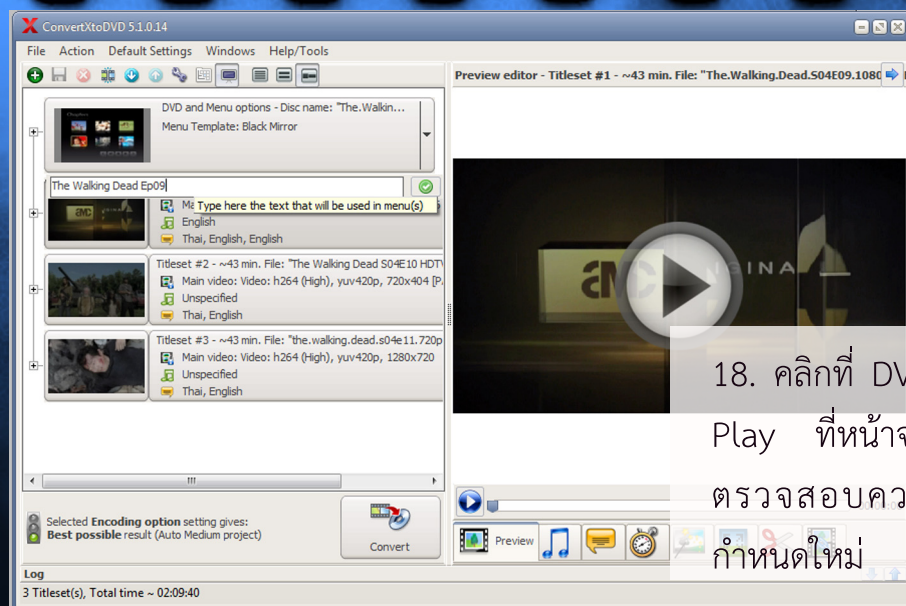 ConvertXtoDVD 5.1.0.14
File Action Default Settings Windows Help/Tools
DVD and Menu options - Disc name: "The.Walkin...
Menu Template: Black Mirror
The Walking Dead Ep09
Type here the text that will be used in menu(s)
English
Thai, English, English
Titleset #2 - ~43 min. File: "The Walking Dead S04E10 HDTV
Main video: Video: h264 (High), yuv420p, 720x404 [P
Unspecified
Thai, English
Titleset #3 - ~43 min. File: "the.walking.dead.s04e11.720p
Main video: Video: h264 (High), yuv420p, 1280x720
Unspecified
Thai, English
Selected Encoding option setting gives:
Best possible result (Auto Medium project)
Convert
Log
3 Titleset(s), Total time ~ 02:09:40
Preview editor - Titleset #1 - ~43 min. File: "The.Walking.Dead.S04E09.1080
aMC
GINA
Preview
18. คลิกที่ DV
Play ที่หน้าจ
ตรวจสอบคว
กำหนดใหม่